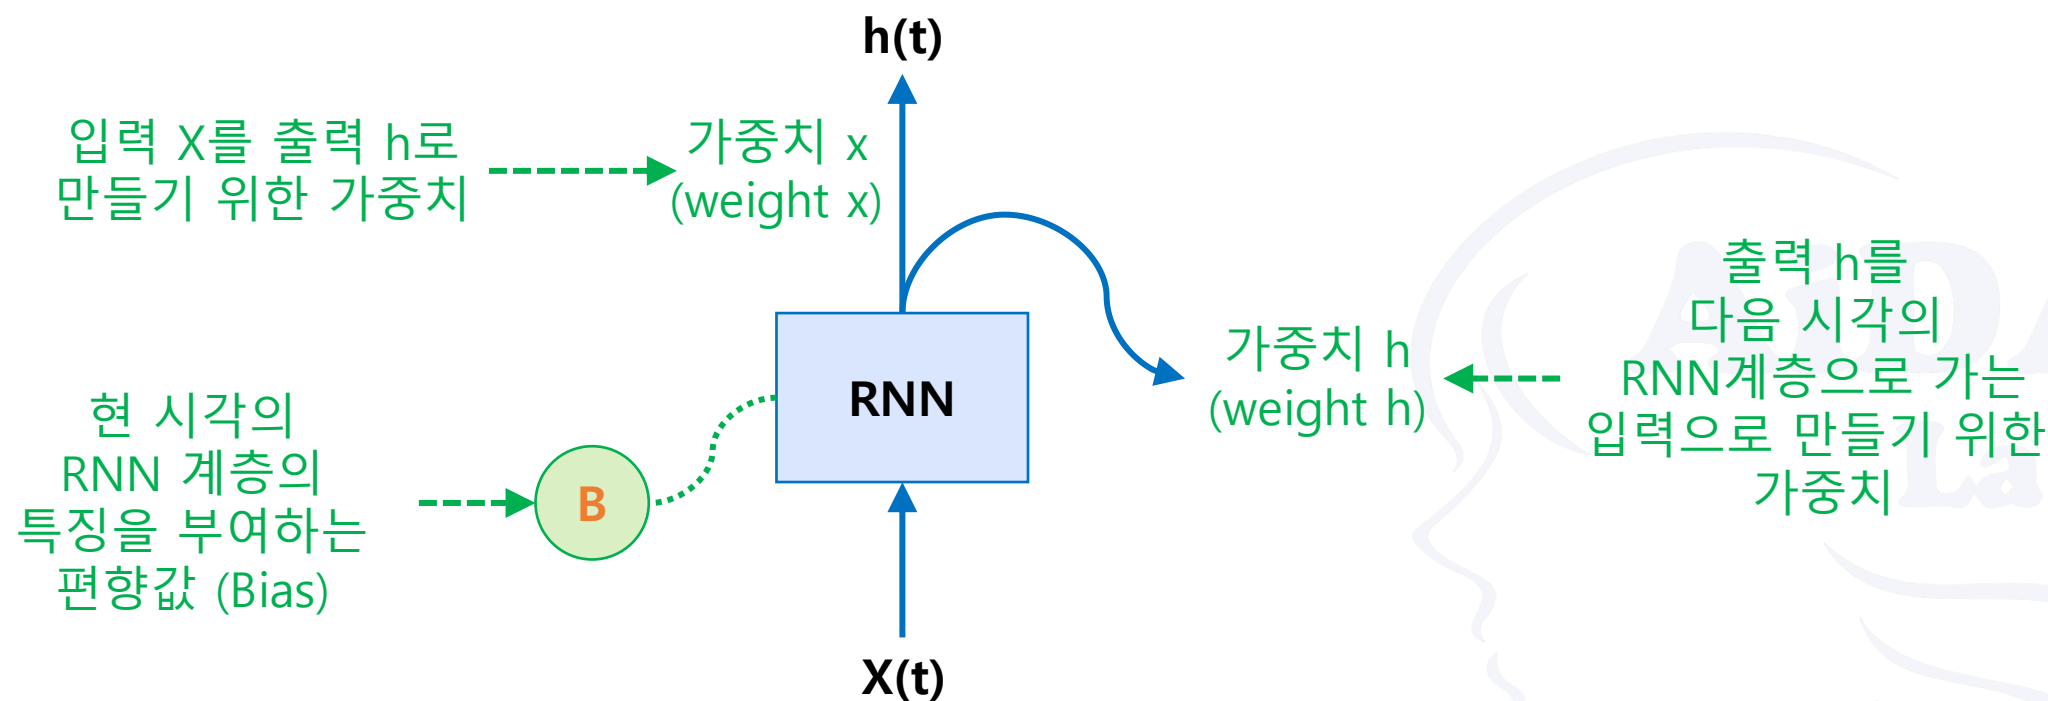 h(t)
입력 X를 출력 h로
만들기 위한 가중치
가중치 x
(weight x)
출력 h를
다음 시각의
RNN계층으로 가는
입력으로 만들기 위한
가중치
가중치 h
(weight h)
RNN
현 시각의
RNN 계층의
특징을 부여하는
편향값 (Bias)
B
X(t)